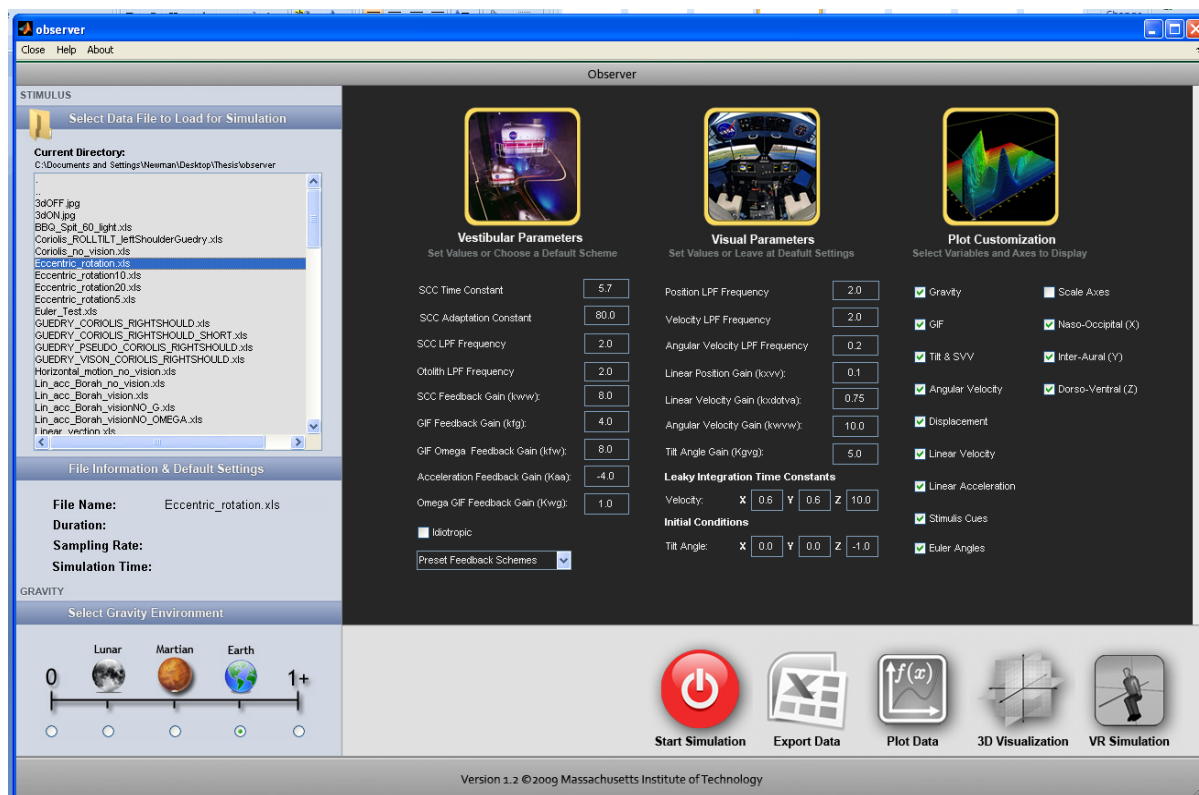 observer
Close Help About
Observer
STIMULUS
Select Data File to Load for Simulation
Current Directory:
C:\Documents and Settings\Newman\Desktop\Thesis\observer
.
..
3dOFF.jpg
3dON.jpg
BBQ_Spit_60_light.xls
Coriolis_ROLLTILT_leftShoulderGuedry.xls
Coriolis_no_vision.xls
Eccentric_rotation.xls
Eccentric_rotation10.xls
Eccentric_rotation20.xls
Eccentric_rotation5.xls
Euler_Test.xls
GUEDRY_CORIOLIS_RIGHTSHOULD.xls
GUEDRY_CORIOLIS_RIGHTSHOULD_SHORT.xls
GUEDRY_PSEUDO_CORIOLIS_RIGHTSHOULD.xls
GUEDRY_VISON_CORIOLIS_RIGHTSHOULD.xls
Horizontal_motion_no_vision.xls
Lin_acc_Borah_no_vision.xls
Lin_acc_Borah_vision.xls
Lin_acc_Borah_visionNO_G.xls
Lin_acc_Borah_visionNO_OMEGA.xls
Linear_vection.xls
File Information & Default Settings
File Name: Eccentric_rotation.xls
Duration:
Sampling Rate:
Simulation Time:
GRAVITY
Select Gravity Environment
Lunar Martian Earth
0 1+
Vestibular Parameters
Set Values or Choose a Default Scheme
SCC Time Constant 5.7
SCC Adaptation Constant 80.0
SCC LPF Frequency 2.0
Otolith LPF Frequency 2.0
SCC Feedback Gain (kww): 8.0
GIF Feedback Gain (kfg): 4.0
GIF Omega Feedback Gain (kfw): 8.0
Acceleration Feedback Gain (Kaa): -4.0
Omega GIF Feedback Gain (Kwg): 1.0
Idiotropic
Preset Feedback Schemes
NASA
Visual Parameters
Set Values or Leave at Deafult Settings
Position LPF Frequency 2.0
Velocity LPF Frequency 2.0
Angular Velocity LPF Frequency 0.2
Linear Position Gain (kxvv): 0.1
Linear Velocity Gain (kxdotva): 0.75
Angular Velocity Gain (kwvw): 10.0
Tilt Angle Gain (Kgvg): 5.0
Leaky Integration Time Constants
Velocity: X 0.6 Y 0.6 Z 10.0
Initial Conditions
Tilt Angle: X 0.0 Y 0.0 Z -1.0
Plot Customization
Select Variables and Axes to Display
Gravity Scale Axes
GIF Naso-Occipital (X)
Tilt & SVV Inter-Aural (Y)
Angular Velocity Dorso-Ventral (Z)
Displacement
Linear Velocity
Linear Acceleration
Stimulis Cues
Euler Angles
f(x)
Start Simulation Export Data Plot Data 3D Visualization VR Simulation
Version 1.2 ©2009 Massachusetts Institute of Technology